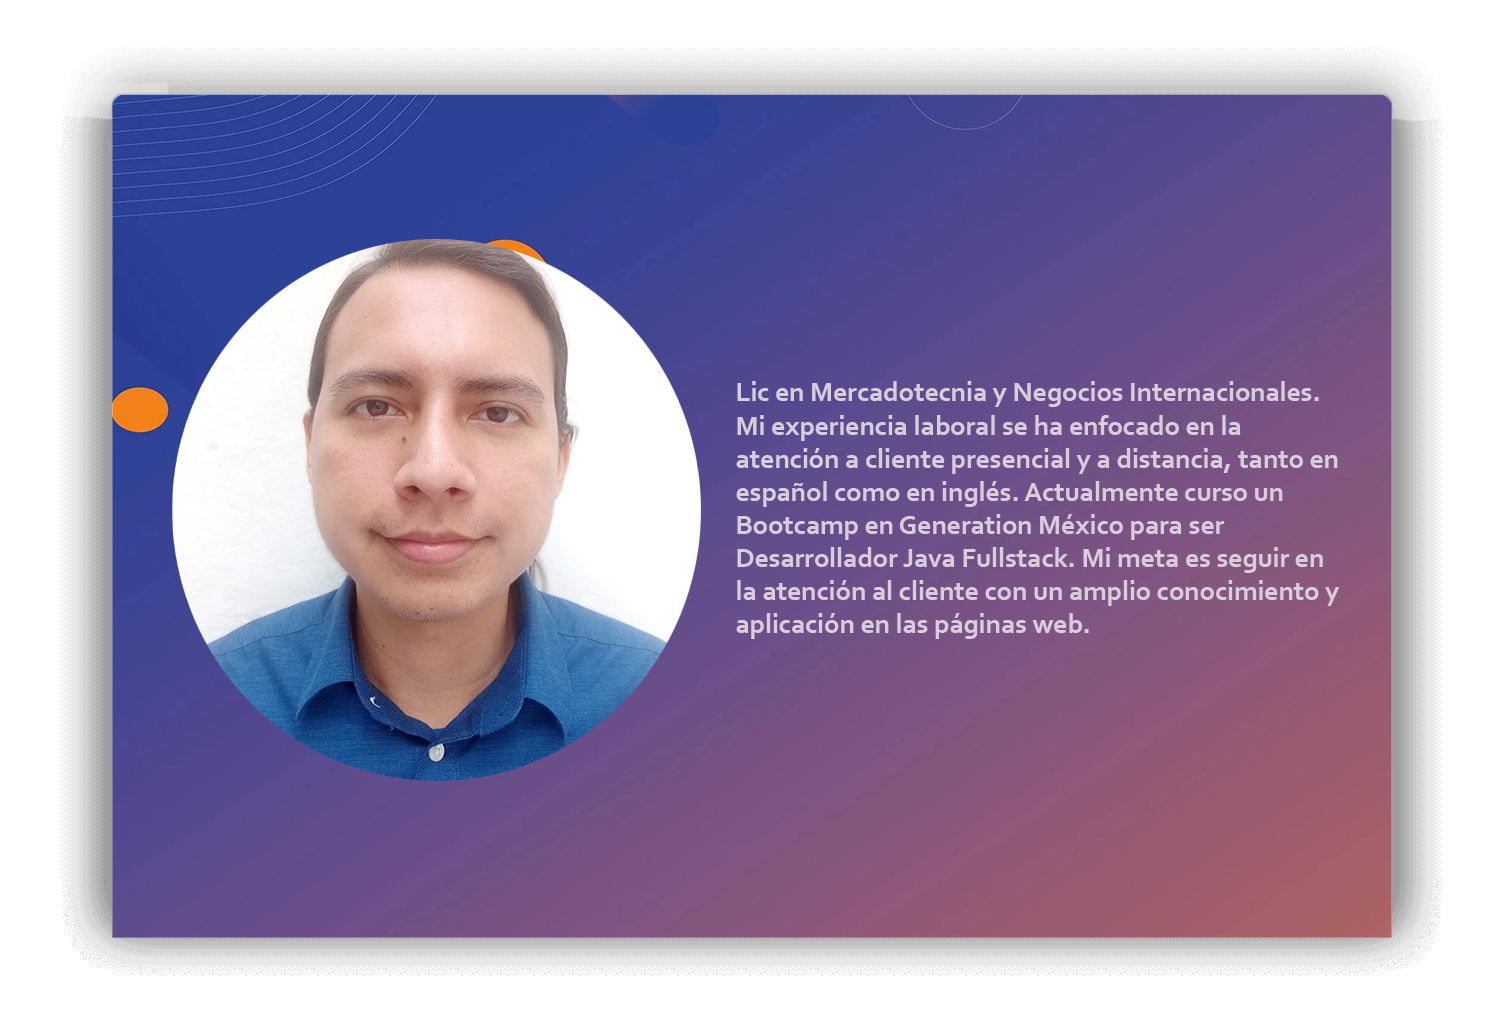 Lic en Mercadotecnia y Negocios Internacionales.
Mi experiencia laboral se ha enfocado en la
atención a cliente presencial y a distancia, tanto en
español como en inglés. Actualmente curso un
Bootcamp en Generation México para ser
Desarrollador Java Fullstack. Mi meta es seguir en
la atención al cliente con un amplio conocimiento y
aplicación en las páginas web.